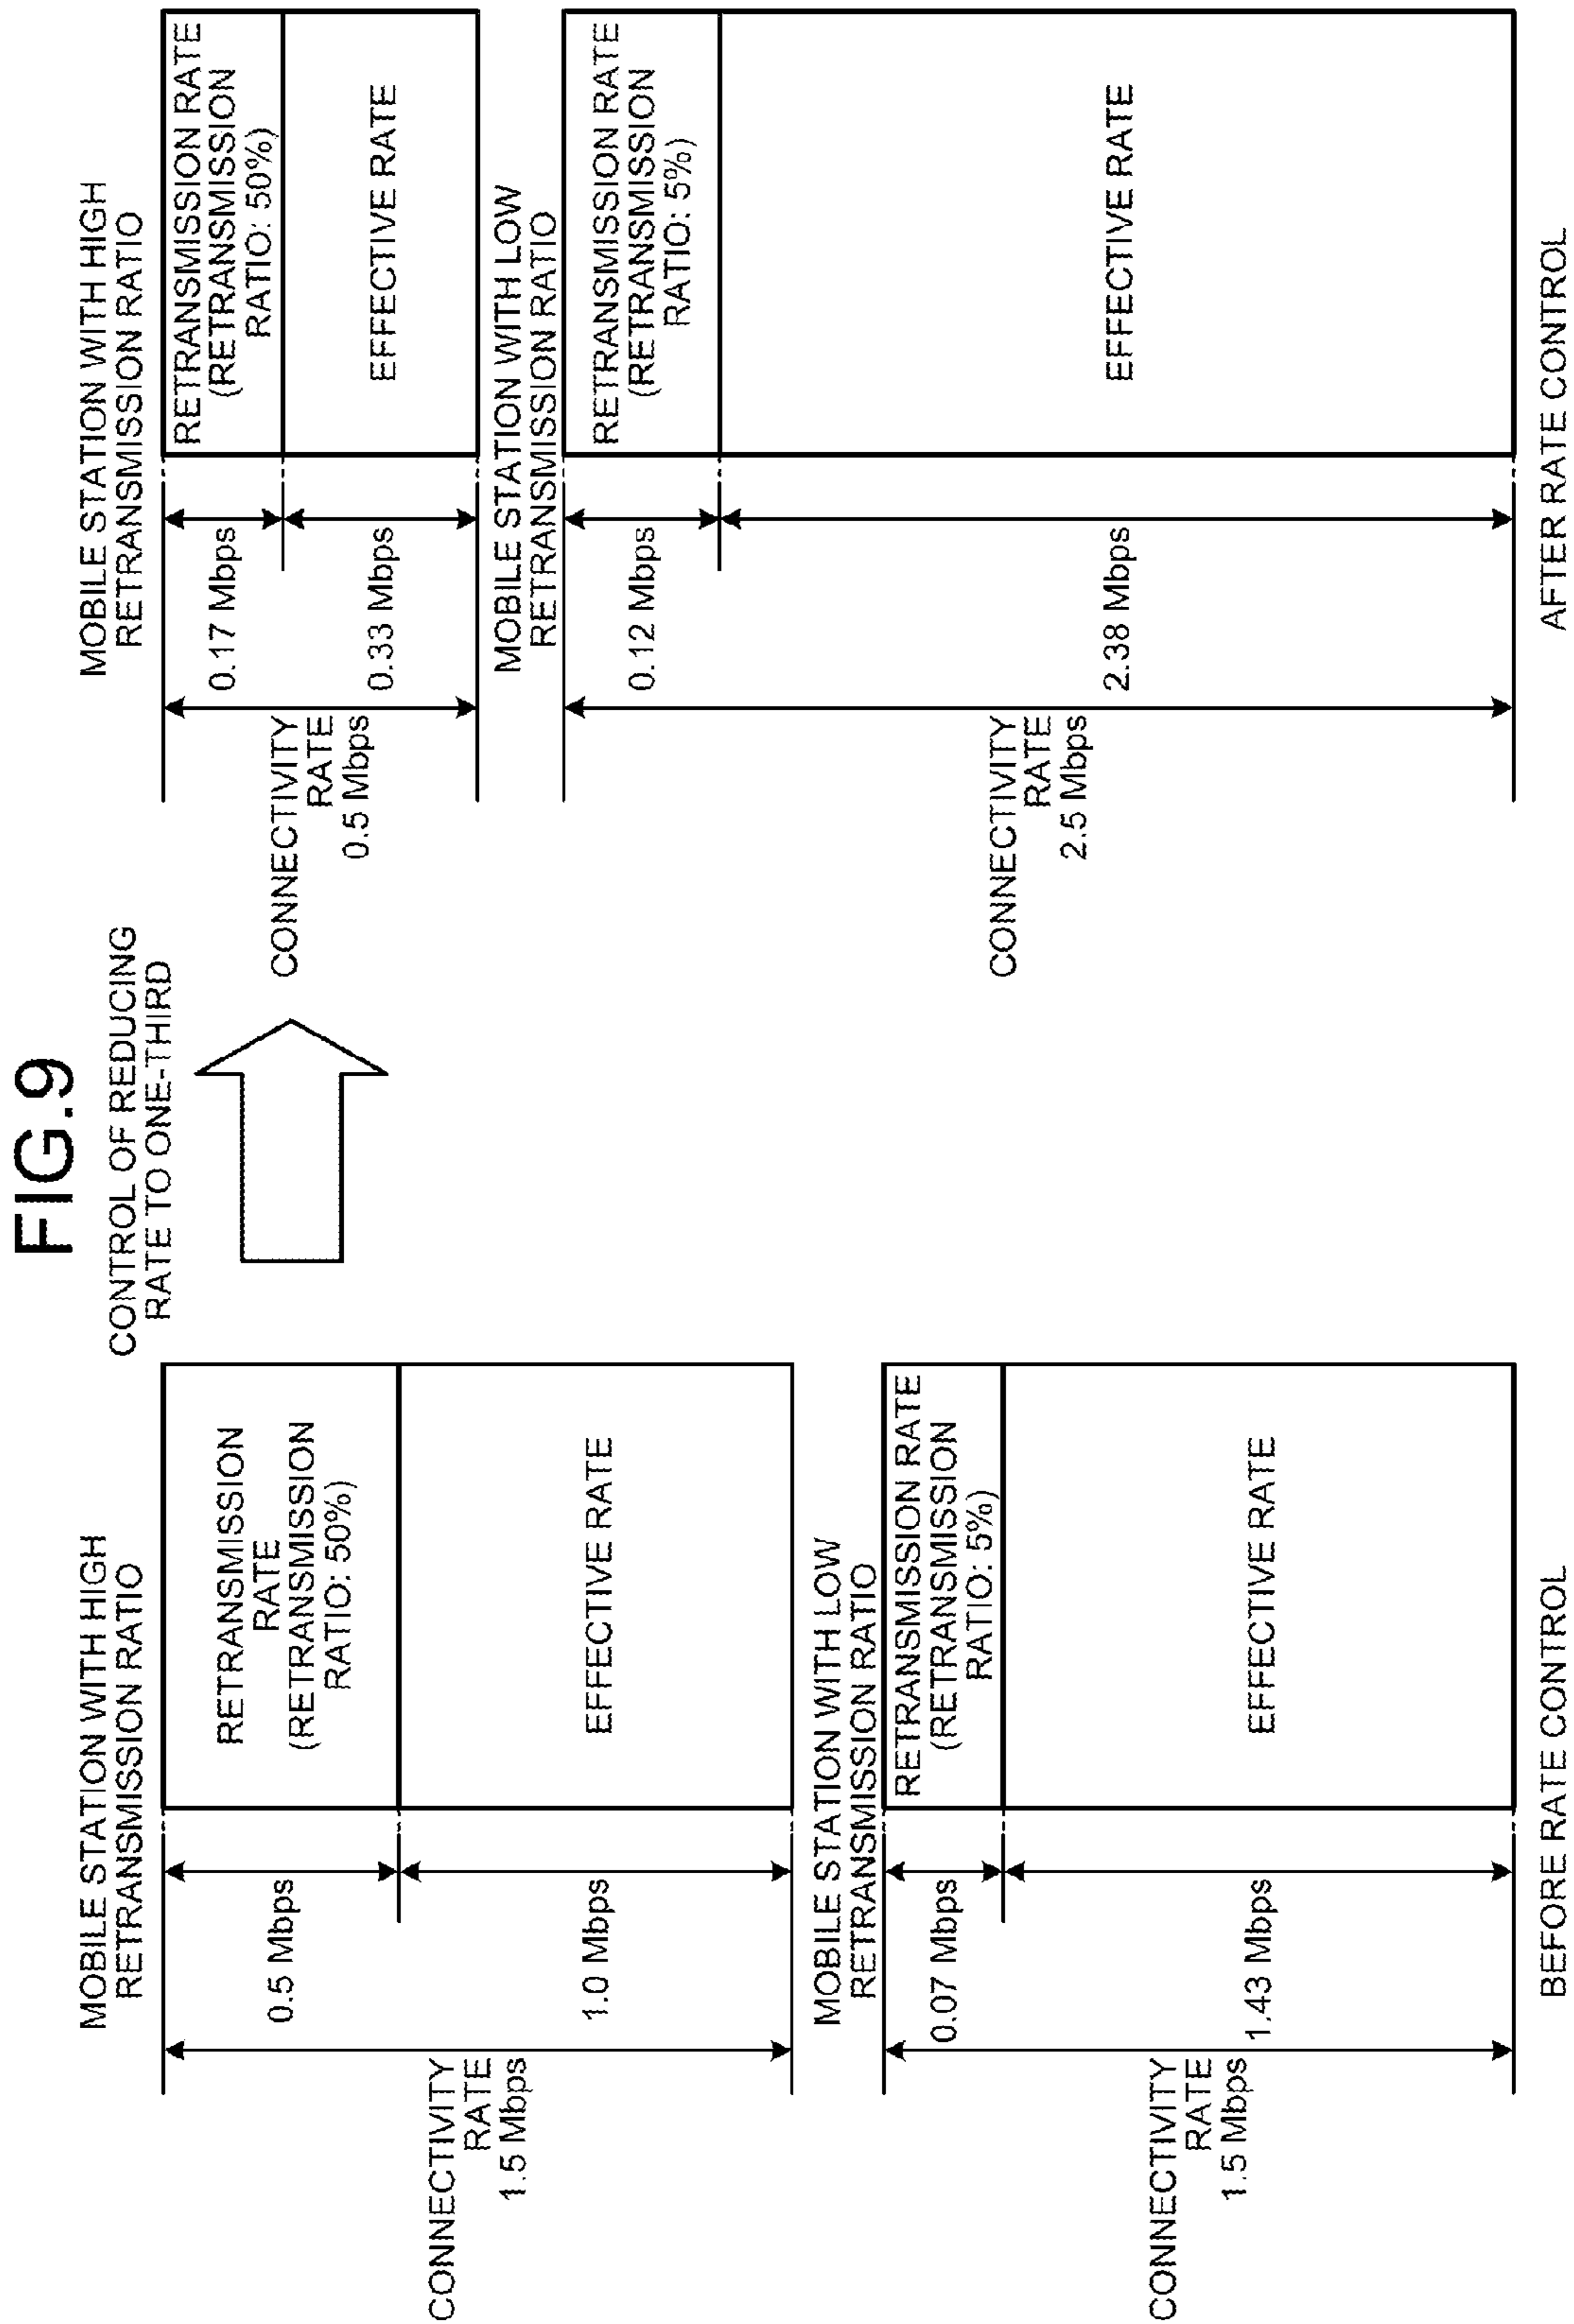 FIG.9
CONTROL OF REDUCING
RATE TO ONE-THIRD
MOBILE STATION WITH HIGH
RETRANSMISSION RATIO
CONNECTIVITY
RATE
1.5 Mbps
0.5 Mbps
1.0 Mbps
RETRANSMISSION
RATE
(RETRANSMISSION
RATIO: 50%)
EFFECTIVE RATE
MOBILE STATION WITH LOW
RETRANSMISSION RATIO
CONNECTIVITY
RATE
1.5 Mbps
0.07 Mbps
1.43 Mbps
RETRANSMISSION RATE
(RETRANSMISSION
RATIO: 5%)
EFFECTIVE RATE
BEFORE RATE CONTROL
MOBILE STATION WITH HIGH
RETRANSMISSION RATIO
CONNECTIVITY
RATE
0.5 Mbps
0.17 Mbps
0.33 Mbps
RETRANSMISSION RATE
(RETRANSMISSION
RATIO: 50%)
EFFECTIVE RATE
MOBILE STATION WITH LOW
RETRANSMISSION RATIO
CONNECTIVITY
RATE
2.5 Mbps
0.12 Mbps
2.38 Mbps
RETRANSMISSION RATE
(RETRANSMISSION
RATIO: 5%)
EFFECTIVE RATE
AFTER RATE CONTROL